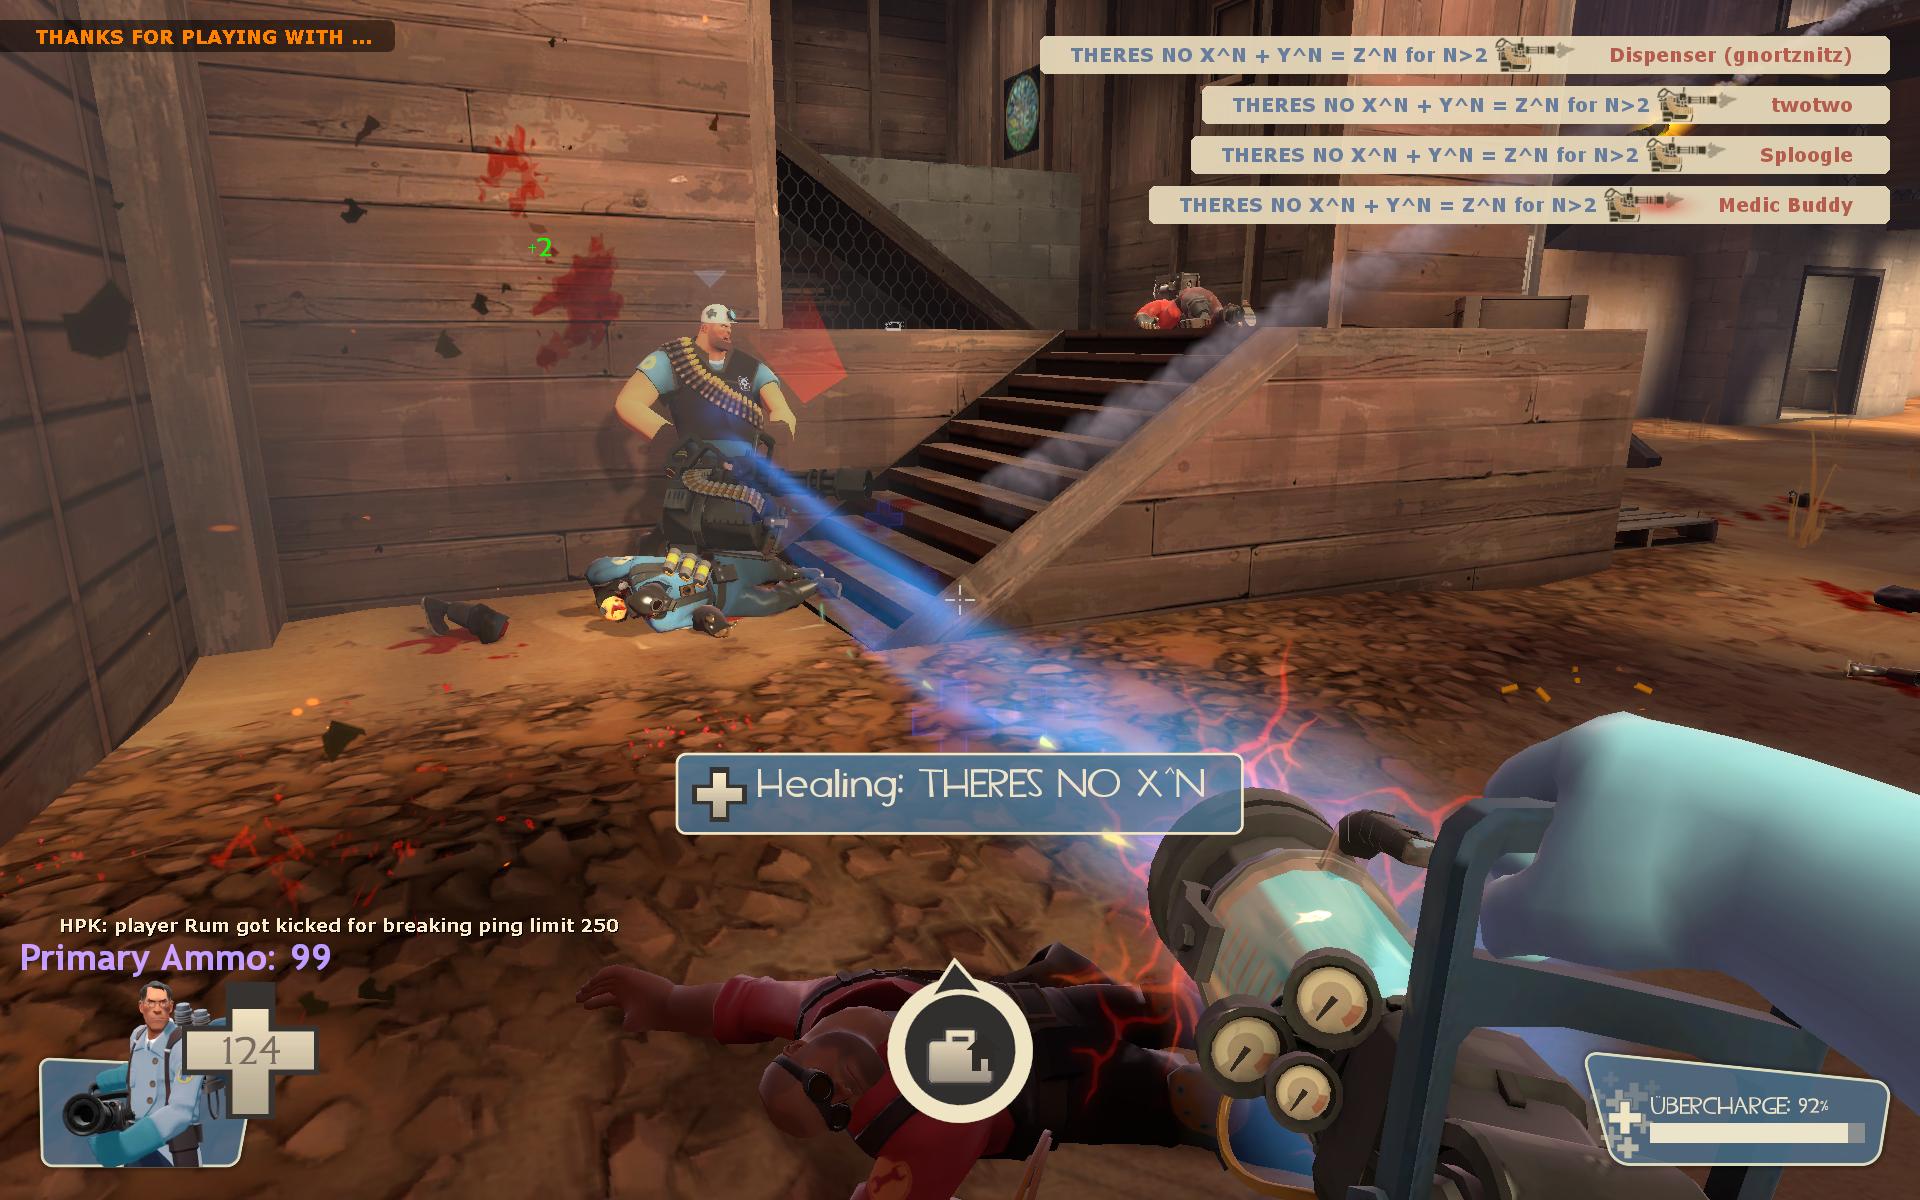 THANKS FOR PLAYING WITH ...
THERES NO X^N + Y^N = Z^N for N>2 Dispenser (gnortznitz)
THERES NO X^N + Y^N = Z^N for N>2 twotwo
THERES NO X^N + Y^N = Z^N for N>2 Sploogle
THERES NO X^N + Y^N = Z^N for N>2 Medic Buddy
+2
Healing: THERES NO X^N
HPK: player Rum got kicked for breaking ping limit 250
Primary Ammo: 99
124
ÜBERCHARGE: 92%